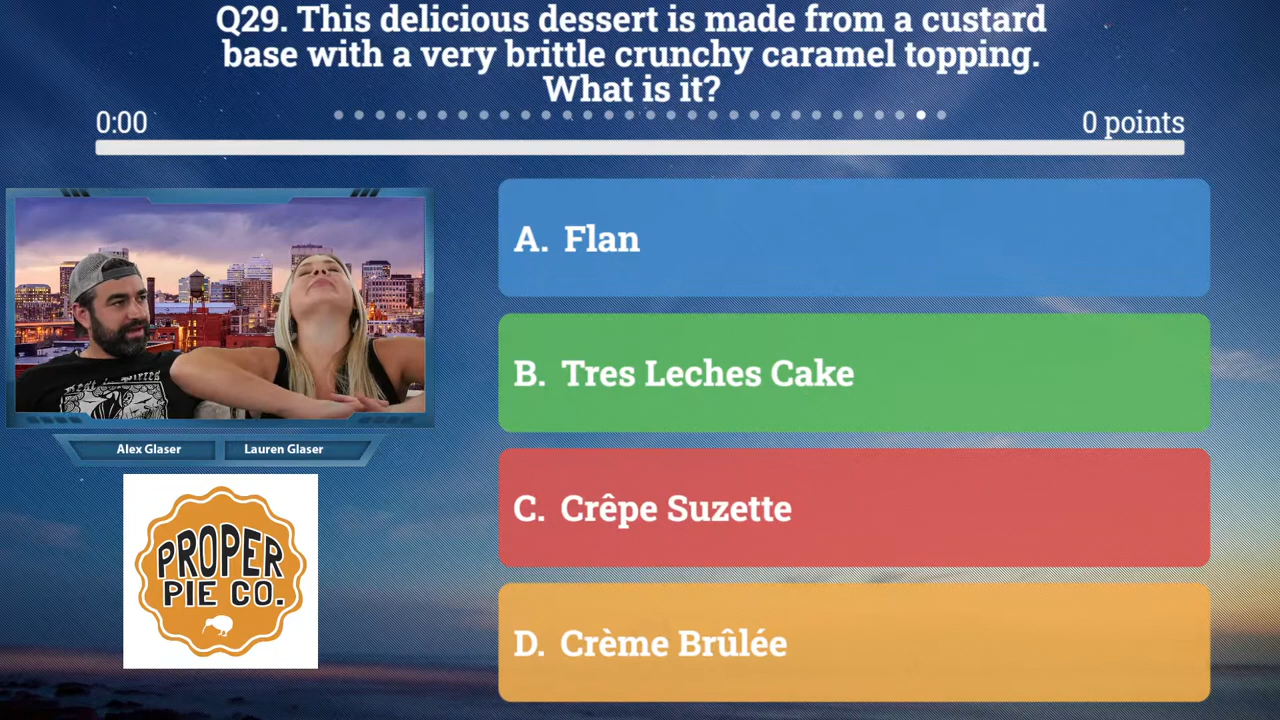 Q29. This delicious dessert is made from a custard
base with a very brittle crunchy caramel topping.
What is it?
0:00
0 points
A. Flan
B. Tres Leches Cake
C. Crêpe Suzette
D. Crème Brûlée
Alex Glaser
Lauren Glaser
PROPER
PIE CO.